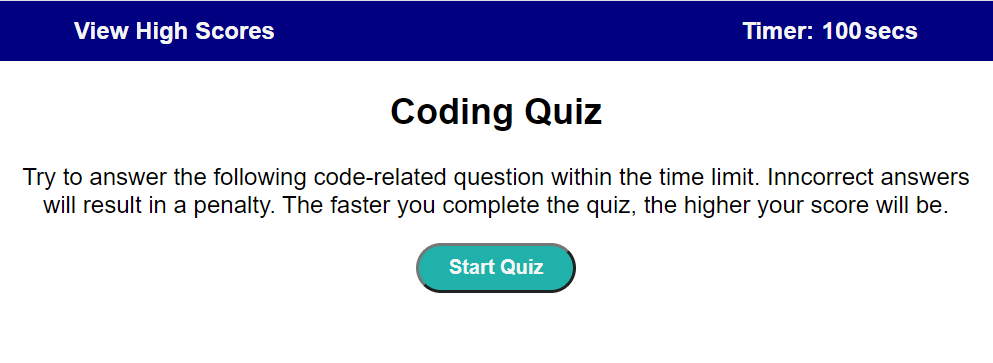 View High Scores
Timer: 100 secs
Coding Quiz
Try to answer the following code-related question within the time limit. Inncorrect answers
will result in a penalty. The faster you complete the quiz, the higher your score will be.
Start Quiz